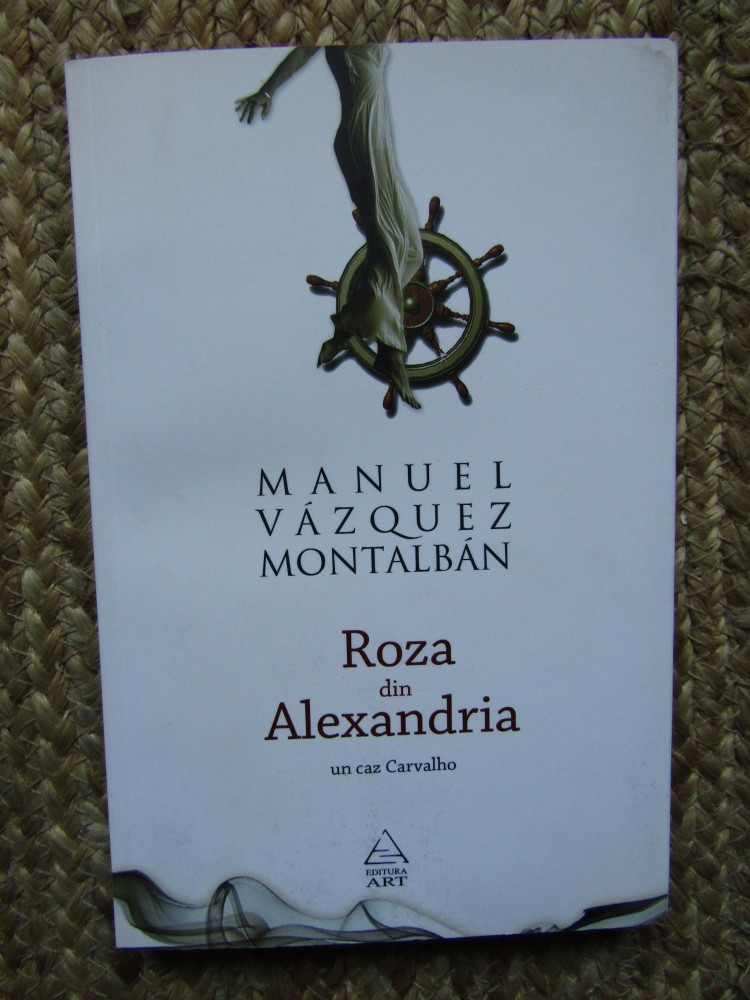 MANUEL
VÁZQUEZ
MONTALBÁN
Roza
din
Alexandria
un caz Carvalho
EDITURA
ART